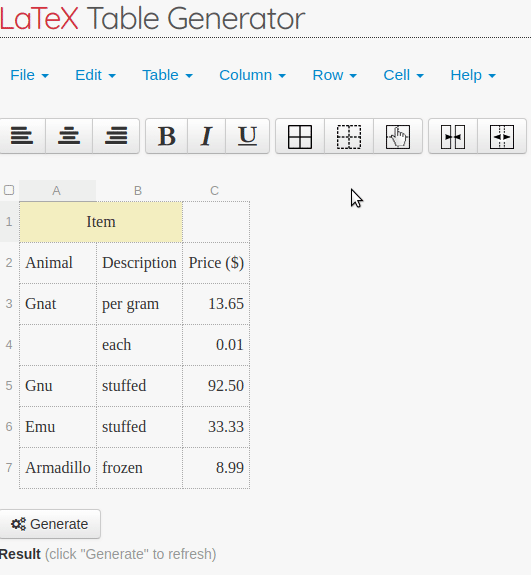 LaTeX Table Generator
File Edit Table Column Row Cell Help
B I U
A B C
1 Item
2 Animal Description Price ($)
3 Gnat per gram 13.65
4 each 0.01
5 Gnu stuffed 92.50
6 Emu stuffed 33.33
7 Armadillo frozen 8.99
Generate
Result (click "Generate" to refresh)